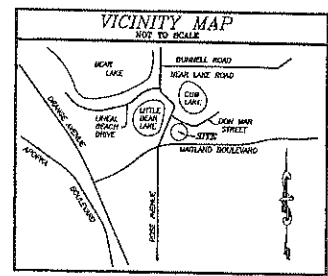 VICINITY MAP
NOT TO SCALE
BUNNELL ROAD
BEAR
LAKE
BEAR LAKE ROAD
CUB
LAKE
LITTLE
BEAR
LAKE
LINEAL
BEACH
DRIVE
DON MAR
STREET
SITE
MAITLAND BOULEVARD
ORANGE AVENUE
APOPKA
BOULEVARD
ROSE AVENUE